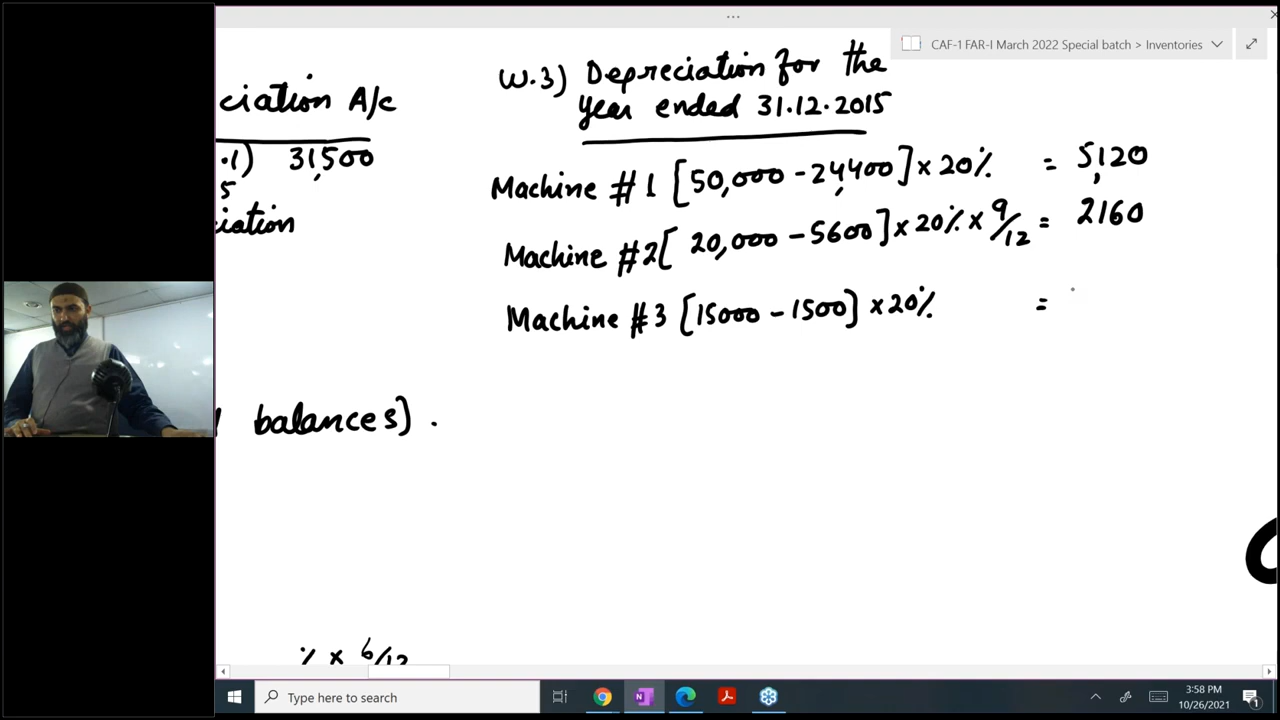 CAF-1 FAR-I March 2022 Special batch > Inventories
ciation A/c
.1) 31,500
5
iation
W.3) Depreciation for the
year ended 31.12.2015
Machine #1 [50,000 - 24,400] x 20% = 5,120
Machine #2[ 20,000 - 5600] x 20% x 9/12 = 2160
Machine #3 [15000 - 1500] x 20% =
balances) .
% x 6/12
Type here to search
3:58 PM
10/26/2021
1